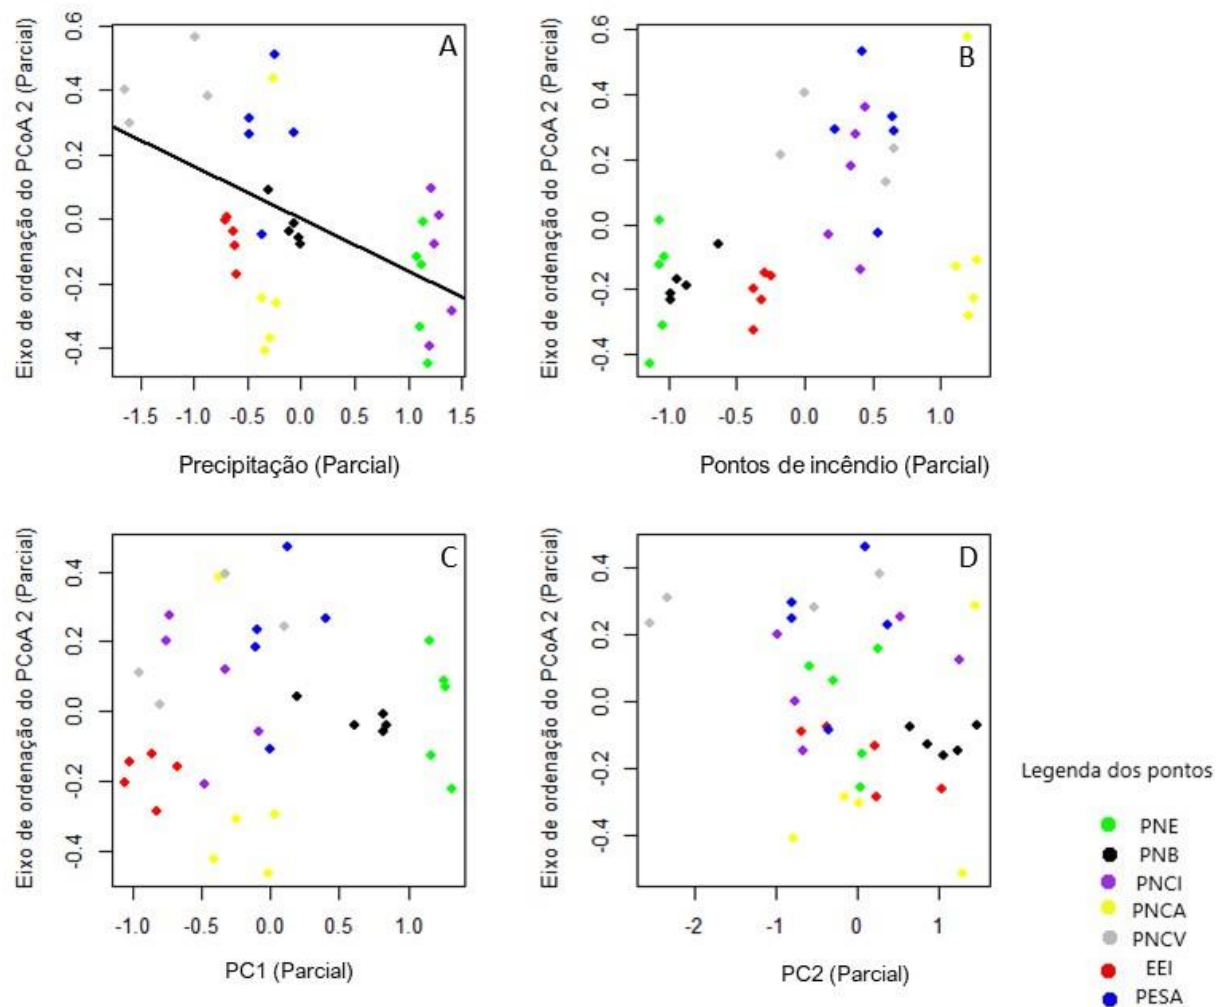 A
Eixo de ordenação do PCoA 2 (Parcial)
0.6
0.4
0.2
0.0
-0.2
-0.4
-1.5 -1.0 -0.5 0.0 0.5 1.0 1.5
Precipitação (Parcial)
B
Eixo de ordenação do PCoA 2 (Parcial)
0.6
0.4
0.2
0.0
-0.2
-0.4
-1.0 -0.5 0.0 0.5 1.0
Pontos de incêndio (Parcial)
C
Eixo de ordenação do PCoA 2 (Parcial)
0.4
0.2
0.0
-0.2
-0.4
-1.0 -0.5 0.0 0.5 1.0
PC1 (Parcial)
D
Eixo de ordenação do PCoA 2 (Parcial)
0.4
0.2
0.0
-0.2
-0.4
-2 -1 0 1
PC2 (Parcial)
Legenda dos pontos
PNE
PNB
PNCI
PNCA
PNCV
EEI
PESA